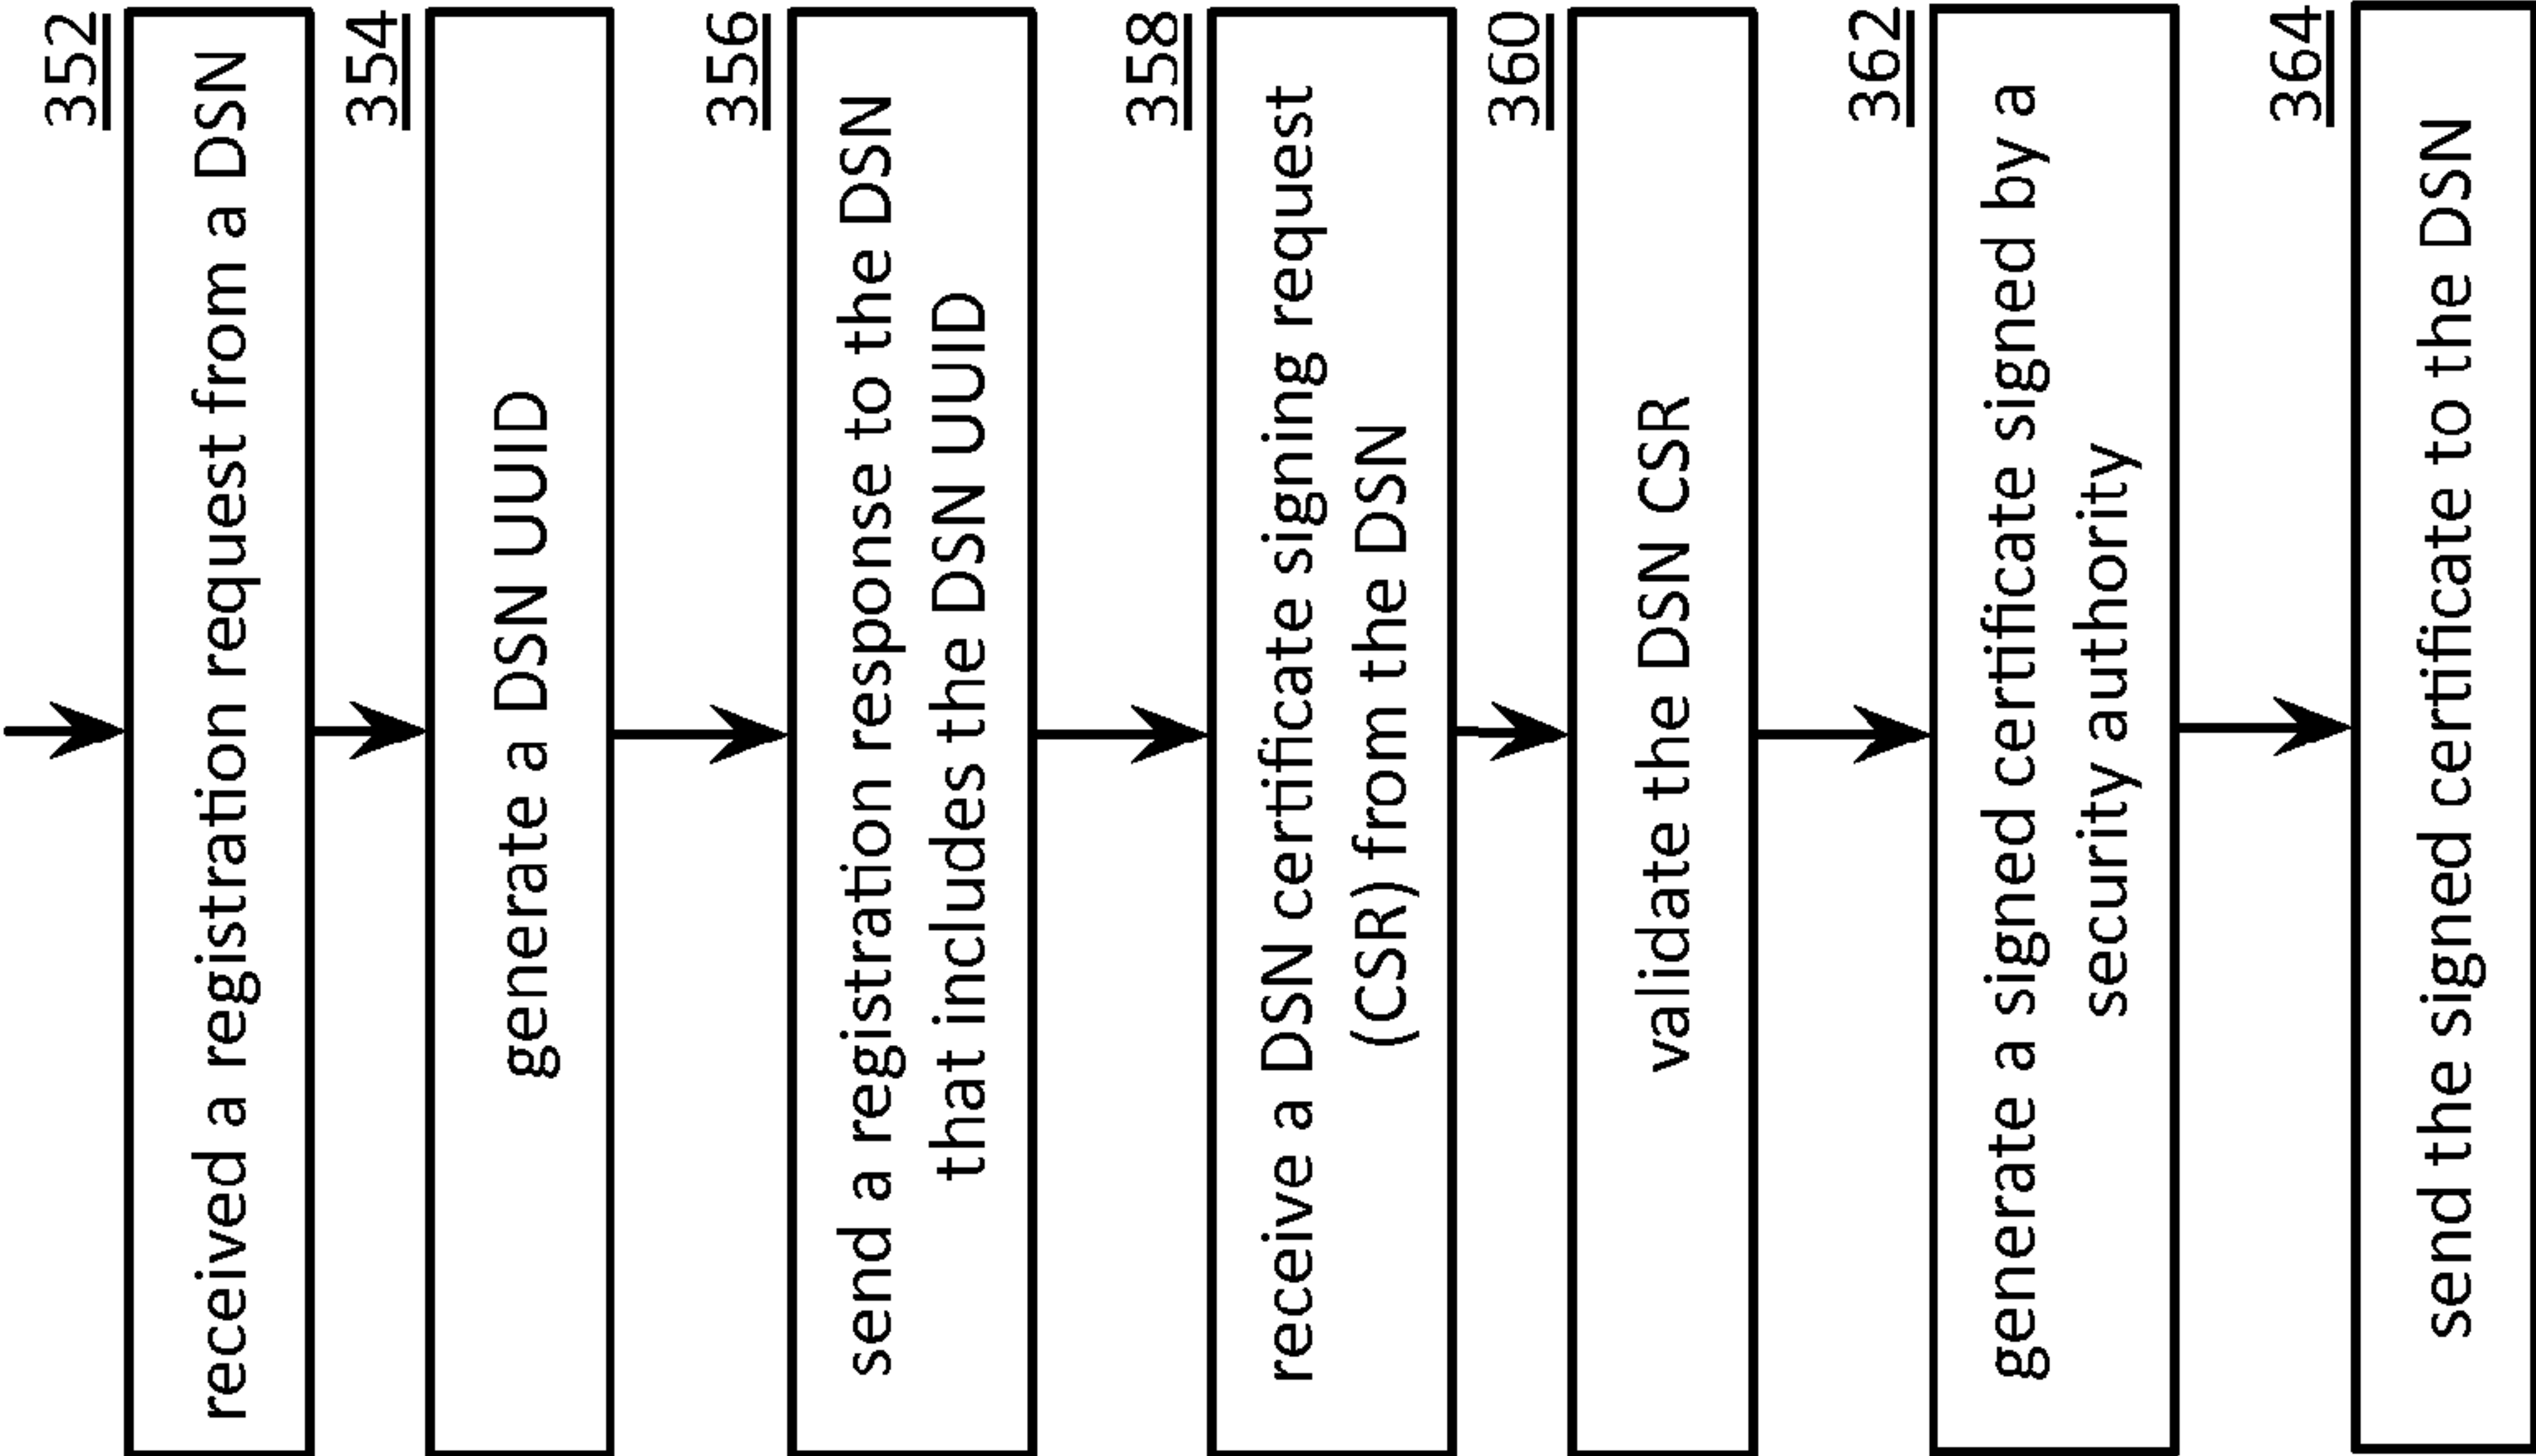 352
received a registration request from a DSN
354
generate a DSN UUID
356
send a registration response to the DSN
that includes the DSN UUID
358
receive a DSN certificate signing request
(CSR) from the DSN
360
validate the DSN CSR
362
generate a signed certificate signed by a
security authority
364
send the signed certificate to the DSN